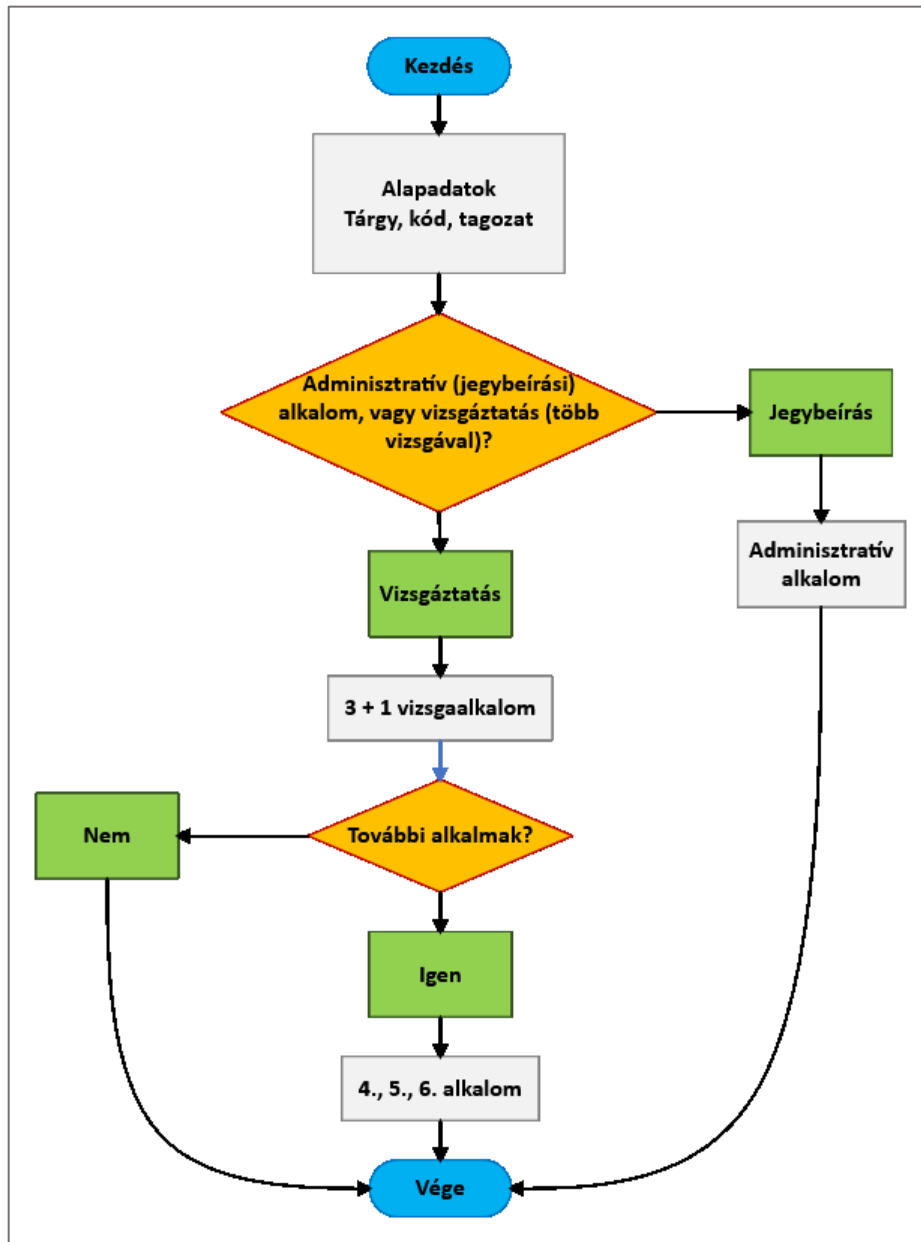 Kezdés
Alapadatok
Tárgy, kód, tagozat
Adminisztratív (jegybeírási)
alkalom, vagy vizsgáztatás (több
vizsgával)?
Jegybeírás
Adminisztratív
alkalom
Vizsgáztatás
3 + 1 vizsgaalkalom
További alkalmak?
Nem
Igen
4., 5., 6. alkalom
Vége